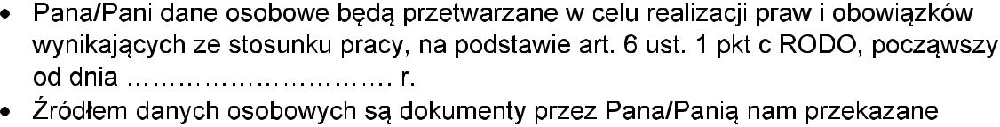 • Pana/Pani dane osobowe będą przetwarzane w celu realizacji praw i obowiązków
wynikających ze stosunku pracy, na podstawie art. 6 ust. 1 pkt c RODO, począwszy
od dnia …………………………. r.
• Źródłem danych osobowych są dokumenty przez Pana/Panią nam przekazane